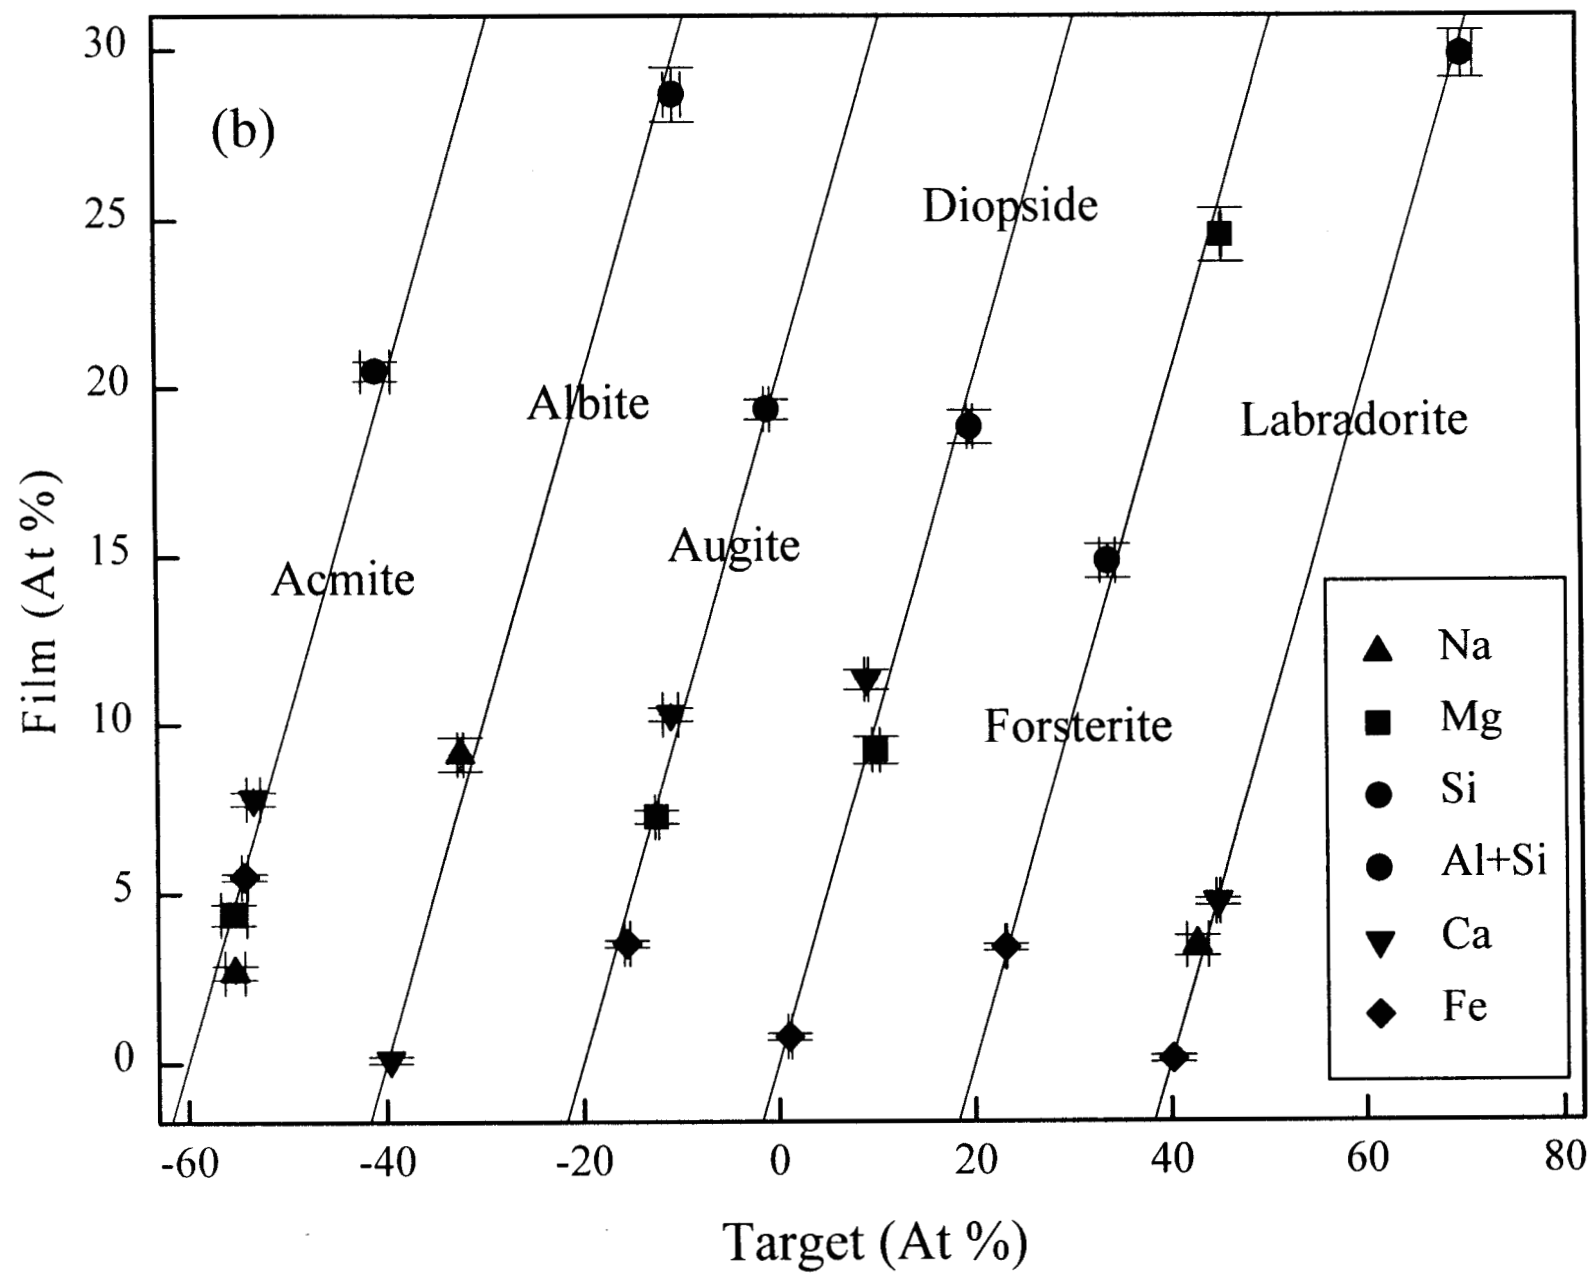 (b)
30
25
20
15
10
5
0
Film (At %)
Diopside
Albite
Labradorite
Augite
Acmite
Forsterite
Na
Mg
Si
Al+Si
Ca
Fe
-60 -40 -20 0 20 40 60 80
Target (At %)